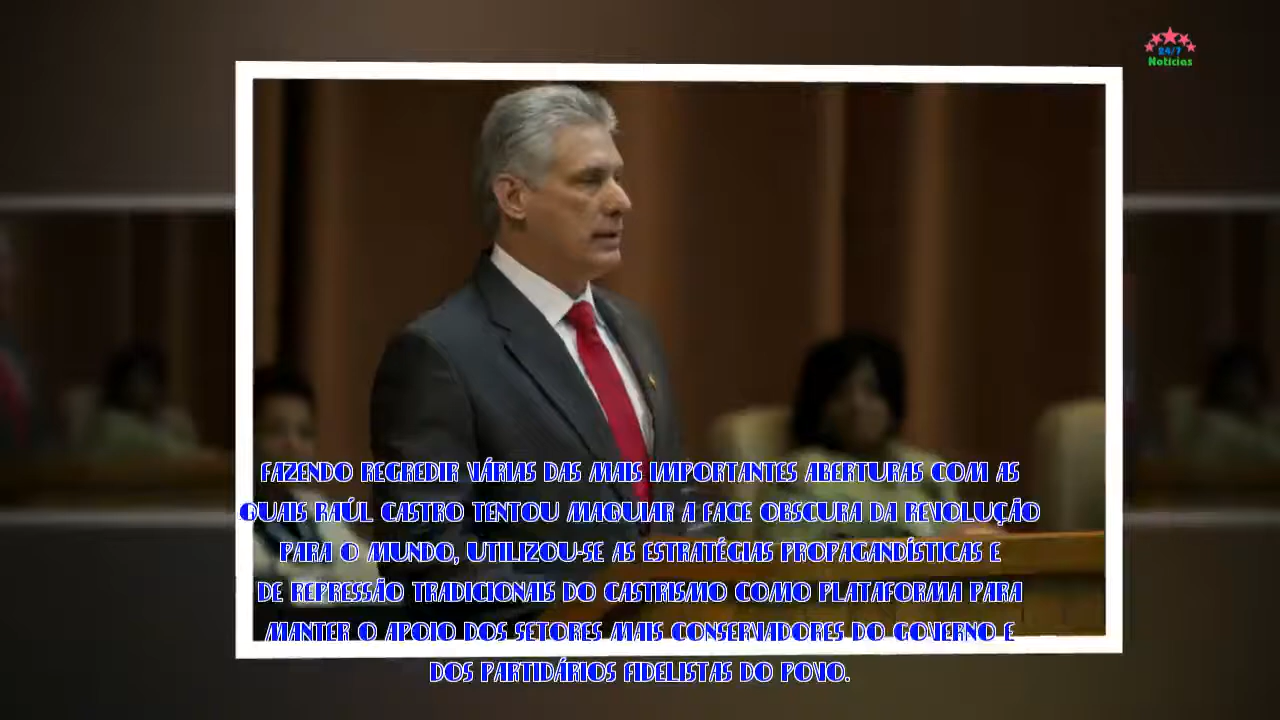 24/7
Noticias
FAZENDO REGREDIR VÁRIAS DAS MAIS IMPORTANTES ABERTURAS COM AS
QUAIS RAÚL CASTRO TENTOU MAQUIAR A FACE OBSCURA DA REVOLUÇÃO
PARA O MUNDO, UTILIZOU-SE AS ESTRATÉGIAS PROPAGANDÍSTICAS E
DE REPRESSÃO TRADICIONAIS DO CASTRISMO COMO PLATAFORMA PARA
MANTER O APOIO DOS SETORES MAIS CONSERVADORES DO GOVERNO E
DOS PARTIDÁRIOS FIDELISTAS DO POVO.